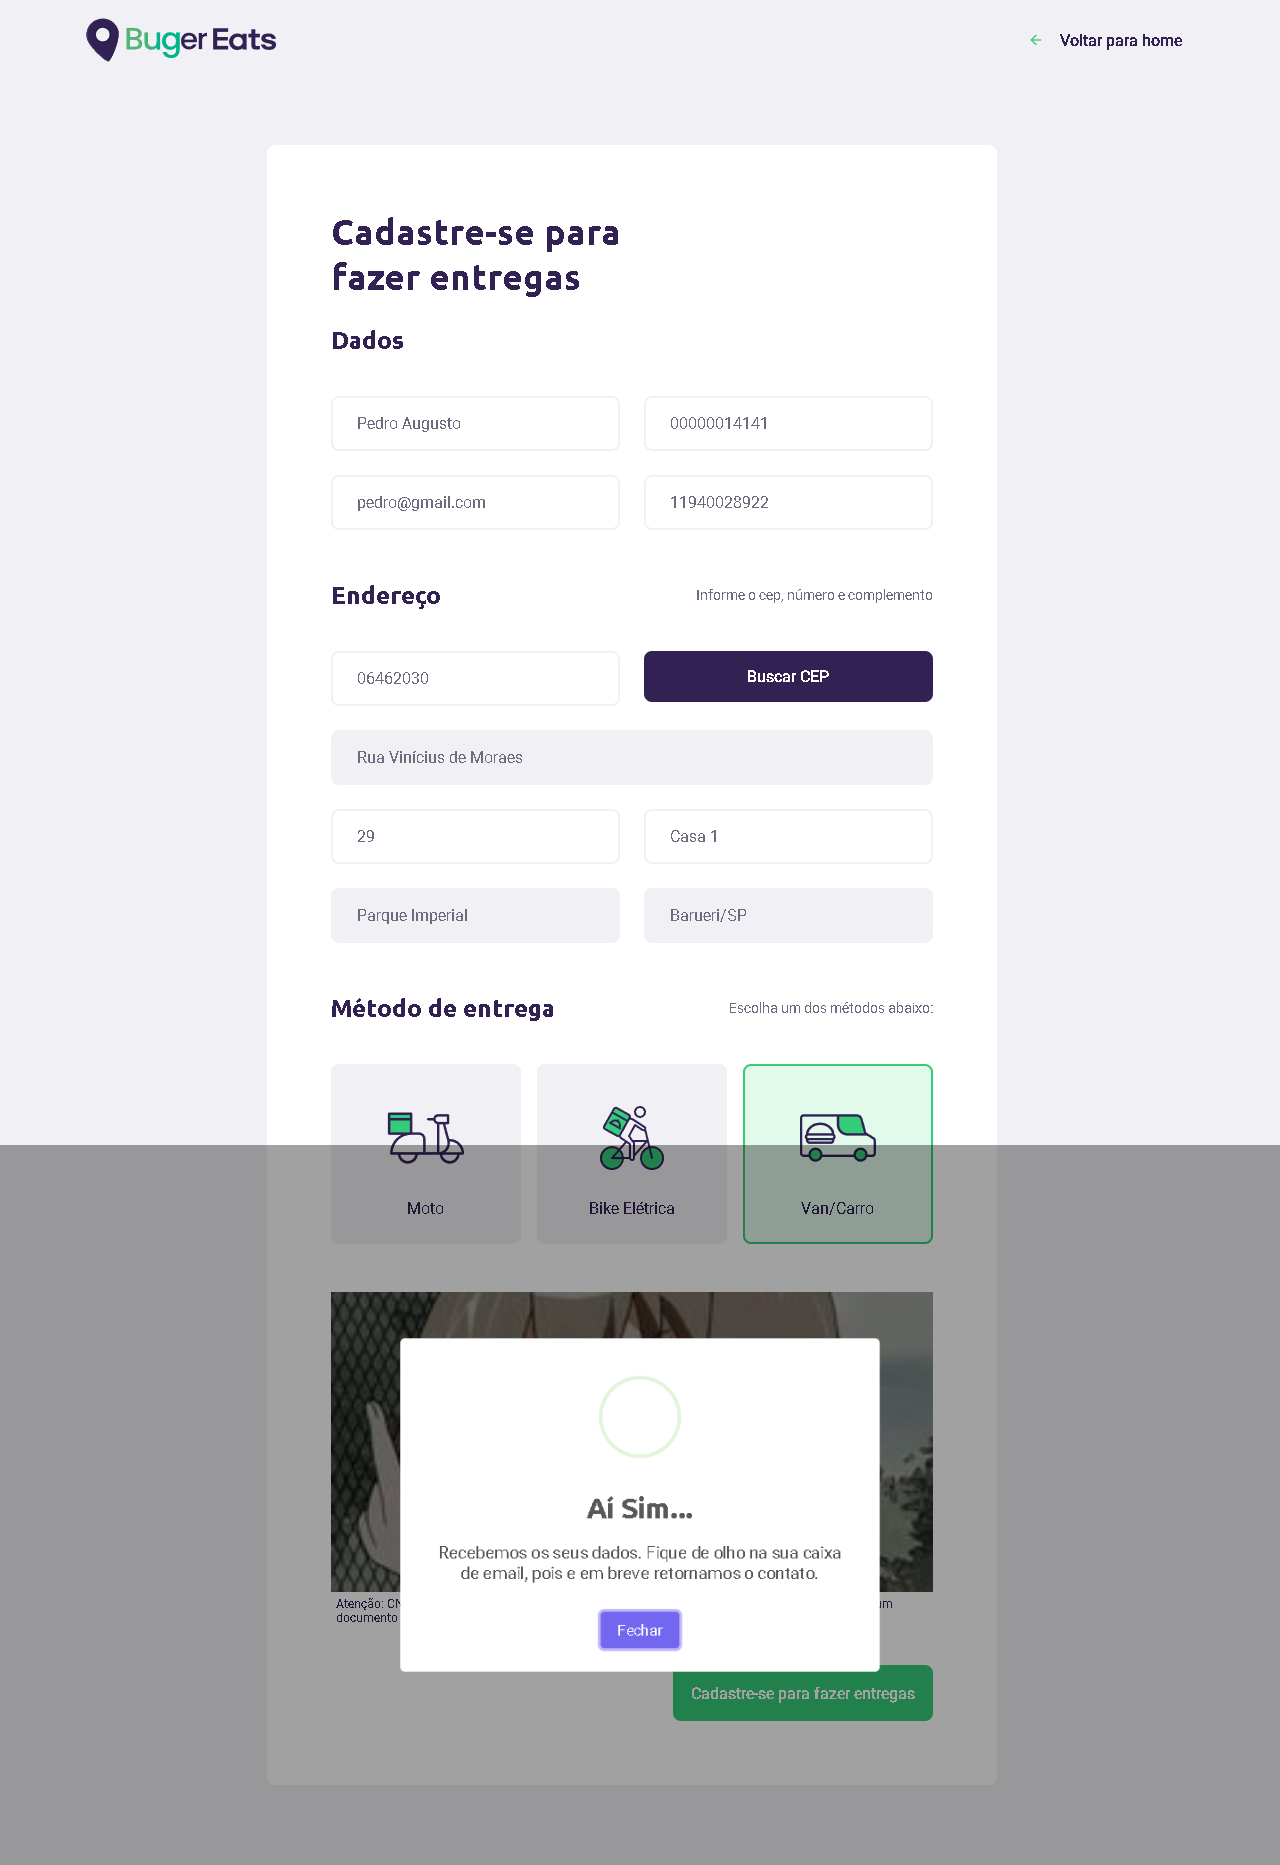 Buger Eats
Voltar para home
Cadastre-se para
fazer entregas
Dados
Pedro Augusto
00000014141
pedro@gmail.com
11940028922
Endereço
Informe o cep, número e complemento
06462030
Buscar CEP
Rua Vinícius de Moraes
29
Casa 1
Parque Imperial
Barueri/SP
Método de entrega
Escolha um dos métodos abaixo:
Moto
Bike Elétrica
Van/Carro
Aí Sim...
Recebemos os seus dados. Fique de olho na sua caixa
de email, pois e em breve retornamos o contato.
Atenção:
documento
Fechar
Cadastre-se para fazer entregas